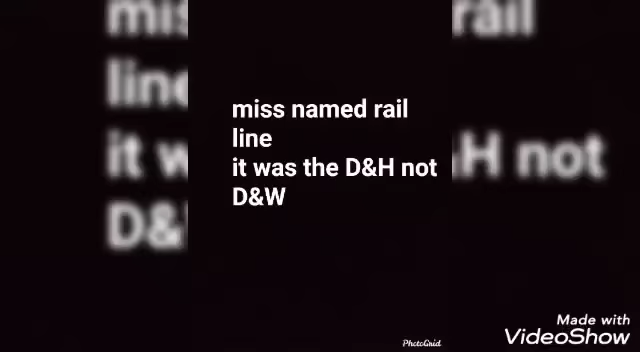 miss named rail
line
it was the D&H not
D&W
PhotoGrid
Made with
VideoShow